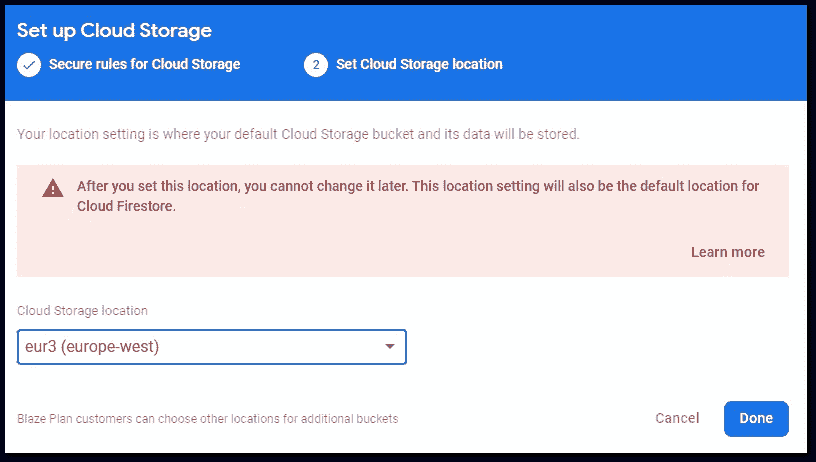 Set up Cloud Storage
Secure rules for Cloud Storage
2 Set Cloud Storage location
Your location setting is where your default Cloud Storage bucket and its data will be stored.
After you set this location, you cannot change it later. This location setting will also be the default location for
Cloud Firestore.
Learn more
Cloud Storage location
eur3 (europe-west)
Blaze Plan customers can choose other locations for additional buckets
Cancel
Done